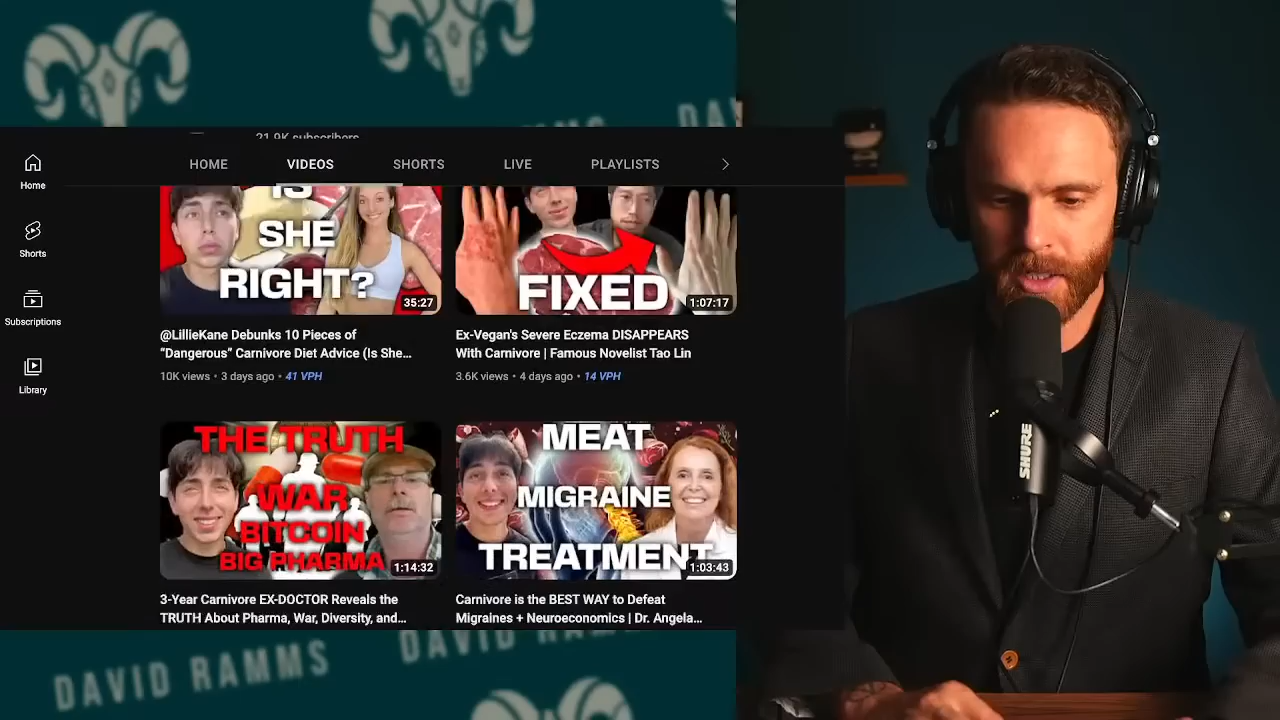 DAV
21.9K subscribers
HOME VIDEOS SHORTS LIVE PLAYLISTS
Home
Shorts
Subscriptions
Library
IS
SHE
RIGHT?
35:27
@LillieKane Debunks 10 Pieces of
“Dangerous” Carnivore Diet Advice (Is She...
10K views • 3 days ago • 41 VPH
FIXED
1:07:17
Ex-Vegan's Severe Eczema DISAPPEARS
With Carnivore | Famous Novelist Tao Lin
3.6K views • 4 days ago • 14 VPH
THE TRUTH
WAR
BITCOIN
BIG PHARMA
1:14:32
3-Year Carnivore EX-DOCTOR Reveals the
TRUTH About Pharma, War, Diversity, and...
MEAT
MIGRAINE
TREATMENT
1:03:43
Carnivore is the BEST WAY to Defeat
Migraines + Neuroeconomics | Dr. Angela...
DAVID RAMMS
DAVID RAMMS
SHURE